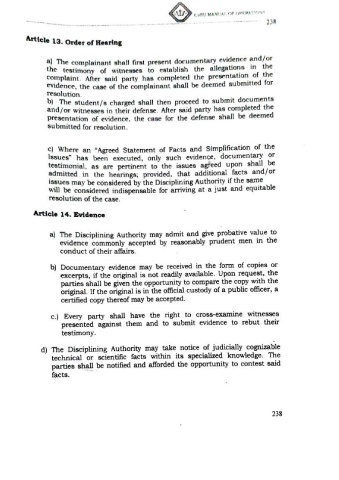 CvSU MANUAL OF OPERATIONS
238
Article 13. Order of Hearing
a) The complainant shall first present documentary evidence and/or
the testimony of witnesses to establish the allegations in the
complaint. After said party has completed the presentation of the
evidence, the case of the complainant shall be deemed submitted for
resolution.
b) The student/s charged shall then proceed to submit documents
and/or witnesses in their defense. After said party has completed the
presentation of evidence, the case for the defense shall be deemed
submitted for resolution.
c) Where an "Agreed Statement of Facts and Simplification of the
Issues" has been executed, only such evidence, documentary or
testimonial, as are pertinent to the issues agreed upon shall be
admitted in the hearings; provided, that additional facts and/or
issues may be considered by the Disciplining Authority if the same
will be considered indispensable for arriving at a just and equitable
resolution of the case.
Article 14. Evidence
a) The Disciplining Authority may admit and give probative value to
evidence commonly accepted by reasonably prudent men in the
conduct of their affairs.
b) Documentary evidence may be received in the form of copies or
excerpts, if the original is not readily available. Upon request, the
parties shall be given the opportunity to compare the copy with the
original. If the original is in the official custody of a public officer, a
certified copy thereof may be accepted.
c.) Every party shall have the right to cross-examine witnesses
presented against them and to submit evidence to rebut their
testimony.
d) The Disciplining Authority may take notice of judicially cognizable
technical or scientific facts within its specialized knowledge. The
parties shall be notified and afforded the opportunity to contest said
facts.
238